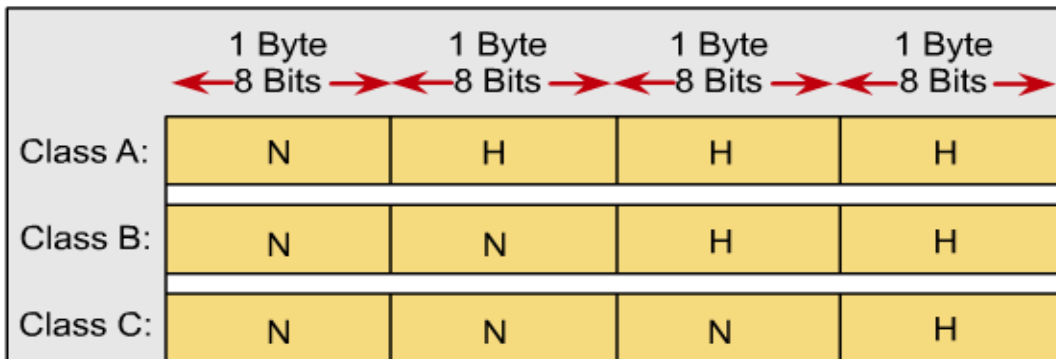 1 Byte 1 Byte 1 Byte 1 Byte
8 Bits 8 Bits 8 Bits 8 Bits
Class A: N H H H
Class B: N N H H
Class C: N N N H